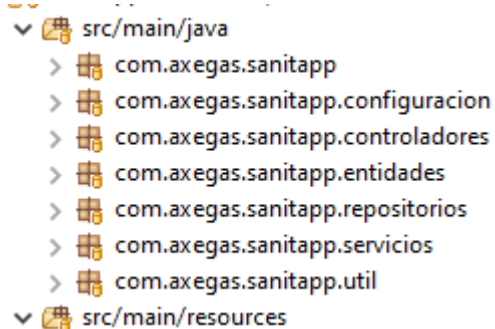 src/main/java
com.axegas.sanitapp
com.axegas.sanitapp.configuracion
com.axegas.sanitapp.controladores
com.axegas.sanitapp.entidades
com.axegas.sanitapp.repositorios
com.axegas.sanitapp.servicios
com.axegas.sanitapp.util
src/main/resources